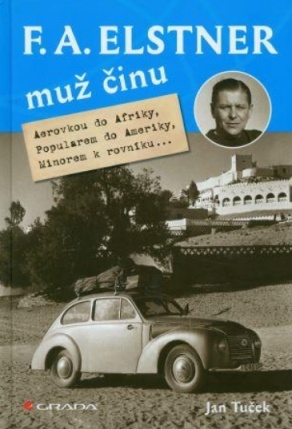 F. A. ELSTNER
muž činu
Aerovkou do Afriky,
Popularem do Ameriky,
Minorem k rovníku...
GRADA
Jan Tuček